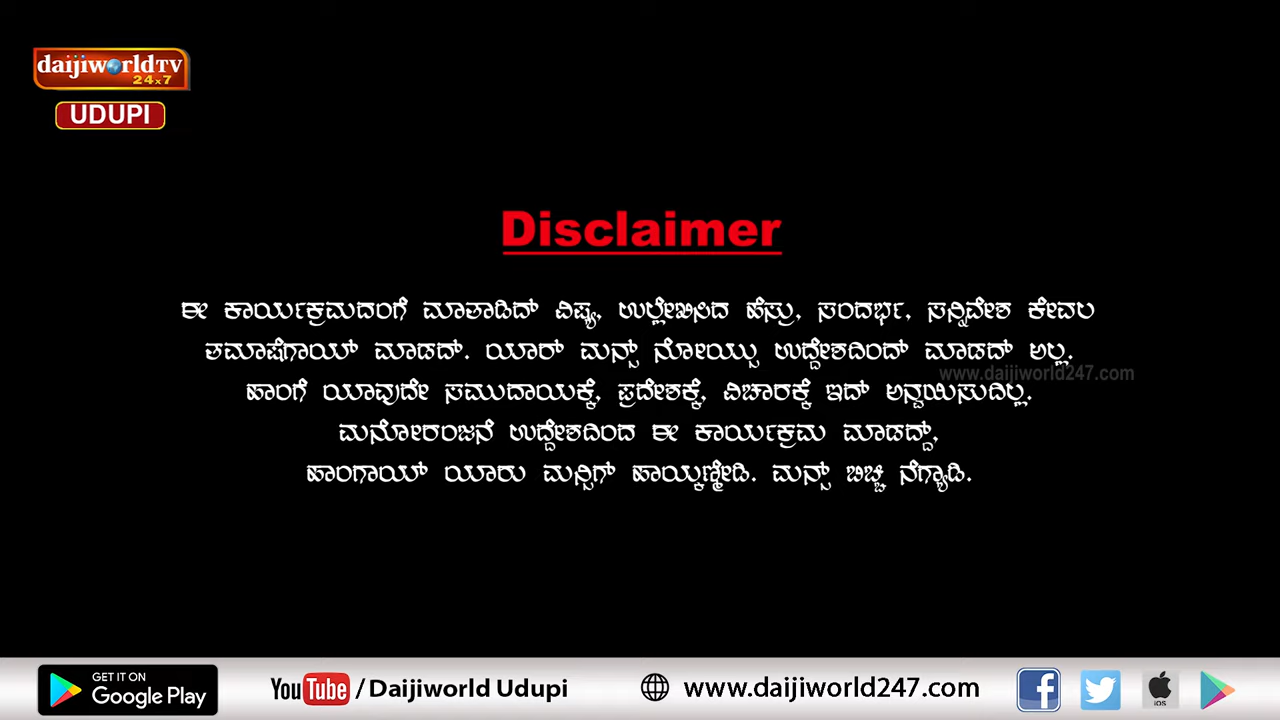 daijiworldTV
24x7
UDUPI
Disclaimer
ಈ ಕಾರ್ಯಕ್ರಮದಂಗೆ ಮಾತಾಡಿದ್ ವಿಷ್ಯ, ಉಲ್ಲೇಖಿಸಿದ ಹೆಸ್ರು, ಸಂದರ್ಭ, ಸನ್ನಿವೇಶ ಕೇವಲ
ತಮಾಷೆಗಾಯ್ ಮಾಡದ್. ಯಾರ್ ಮನ್ಸ್ ನೋಯ್ಸು ಉದ್ದೇಶದಿಂದ್ ಮಾಡದ್ ಅಲ್ಲ.
www.daijiworld247.com
ಹಾಂಗೆ ಯಾವುದೇ ಸಮುದಾಯಕ್ಕೆ, ಪ್ರದೇಶಕ್ಕೆ, ವಿಚಾರಕ್ಕೆ ಇದ್ ಅನ್ವಯಿಸುದಿಲ್ಲ.
ಮನೋರಂಜನೆ ಉದ್ದೇಶದಿಂದ ಈ ಕಾರ್ಯಕ್ರಮ ಮಾಡದ್ದ್,
ಹಾಂಗಾಯ್ ಯಾರು ಮನ್ಸಿಗ್ ಹಾಯ್ಕಣ್ಬೇಡಿ. ಮನ್ಸ್ ಬಿಚ್ಚಿ ನೆಗ್ಯಾಡಿ.
GET IT ON
Google Play
YouTube /Daijiworld Udupi
www.daijiworld247.com
iOS